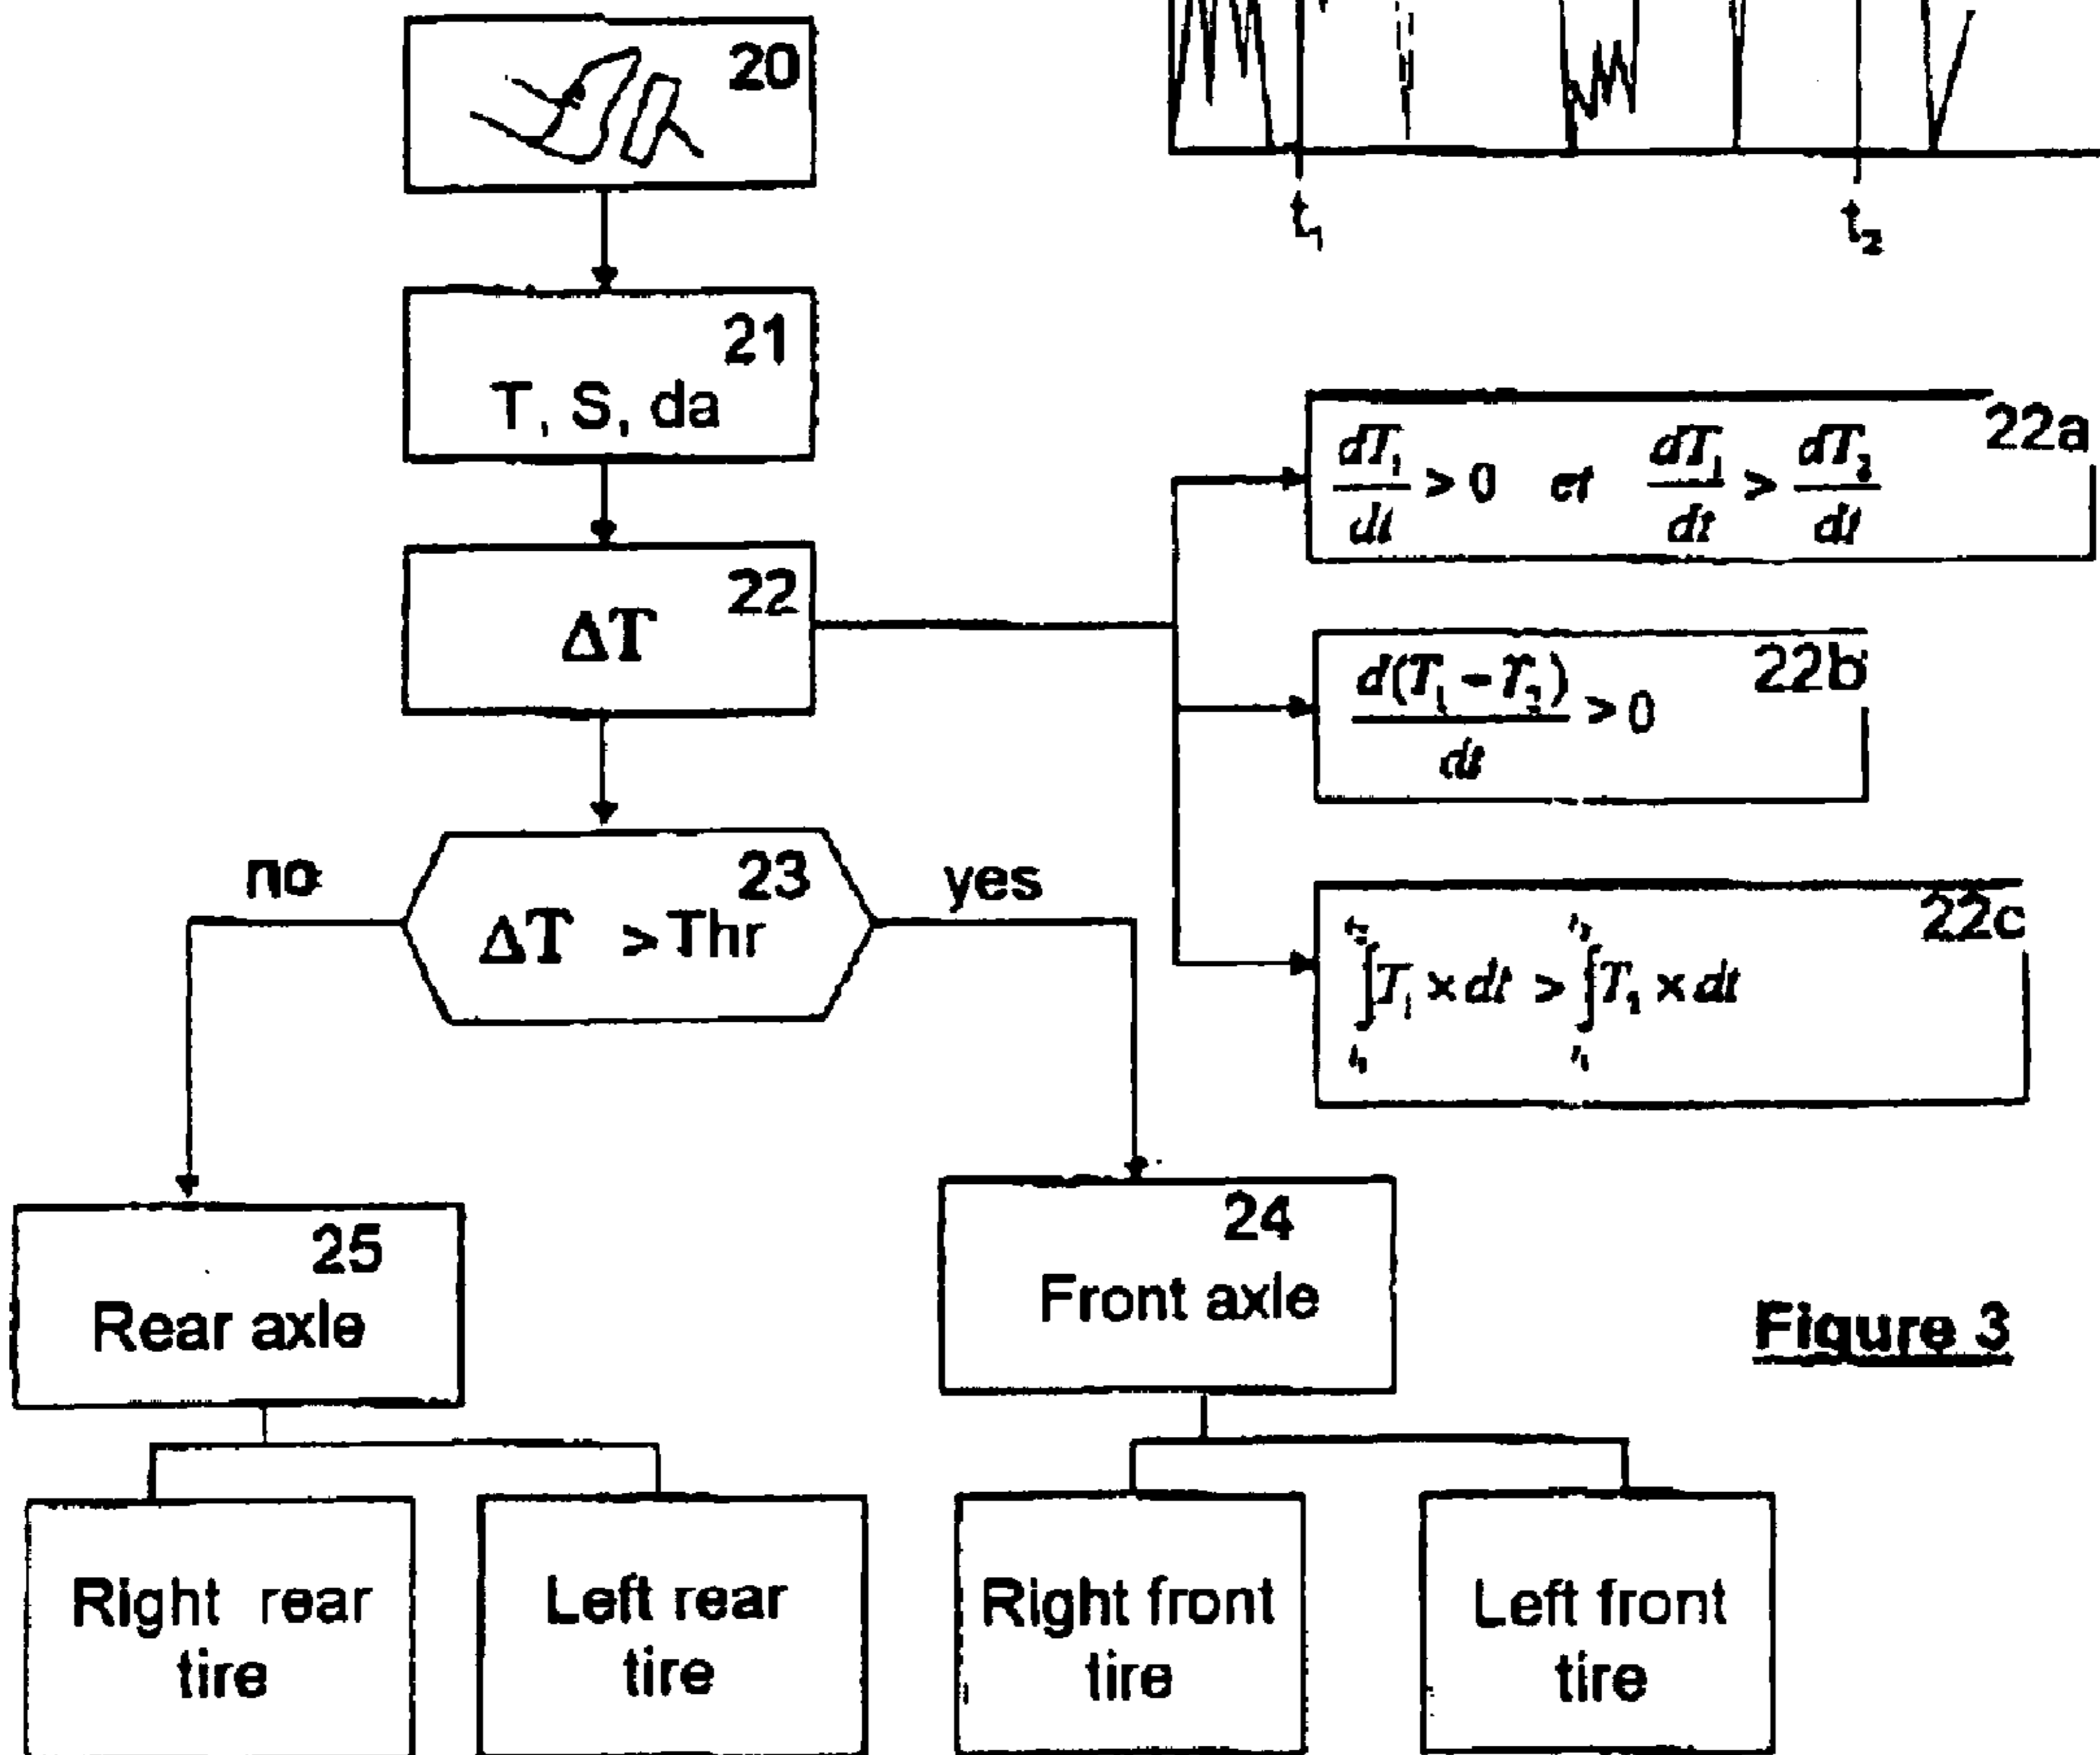 20
t₁
t₂
21
T, S, da
22a
dT₁/dt > 0 et dT₁/dt > dT₂/dt
22
ΔT
22b
d(T₁ – T₂)/dt > 0
no
23
yes
ΔT > Thr
22c
× dt > × dt
25
Rear axle
24
Front axle
Figure 3
Right rear
tire
Left rear
tire
Right front
tire
Left front
tire